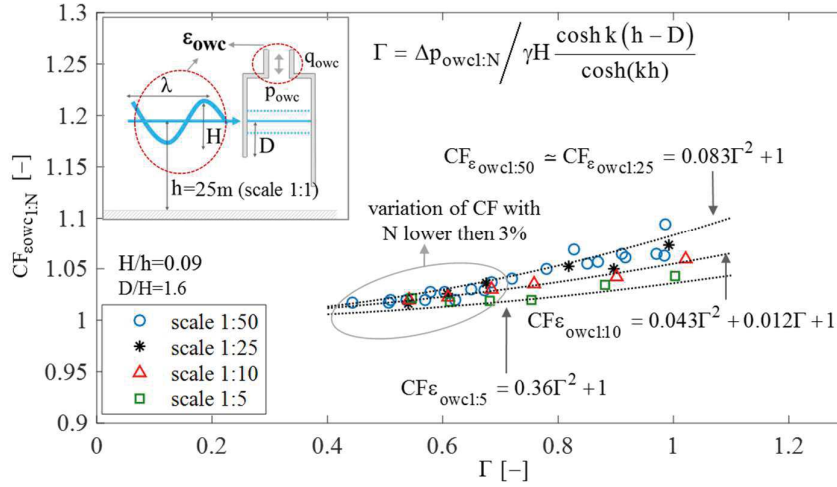 1.3
1.25
1.2
1.15
1.1
1.05
1
0.95
0.9
CFεowc1:N [–]
εowc
qowc
powc
λ
H
D
h=25m (scale 1:1)
Γ = Δpowc1:N / γH cosh k (h − D) / cosh(kh)
CFεowc1:50 ≃ CFεowc1:25 = 0.083Γ² + 1
variation of CF with
N lower then 3%
H/h=0.09
D/H=1.6
scale 1:50
scale 1:25
scale 1:10
scale 1:5
CFεowc1:10 = 0.043Γ² + 0.012Γ + 1
CFεowc1:5 = 0.36Γ² + 1
0 0.2 0.4 0.6 0.8 1 1.2
Γ [–]